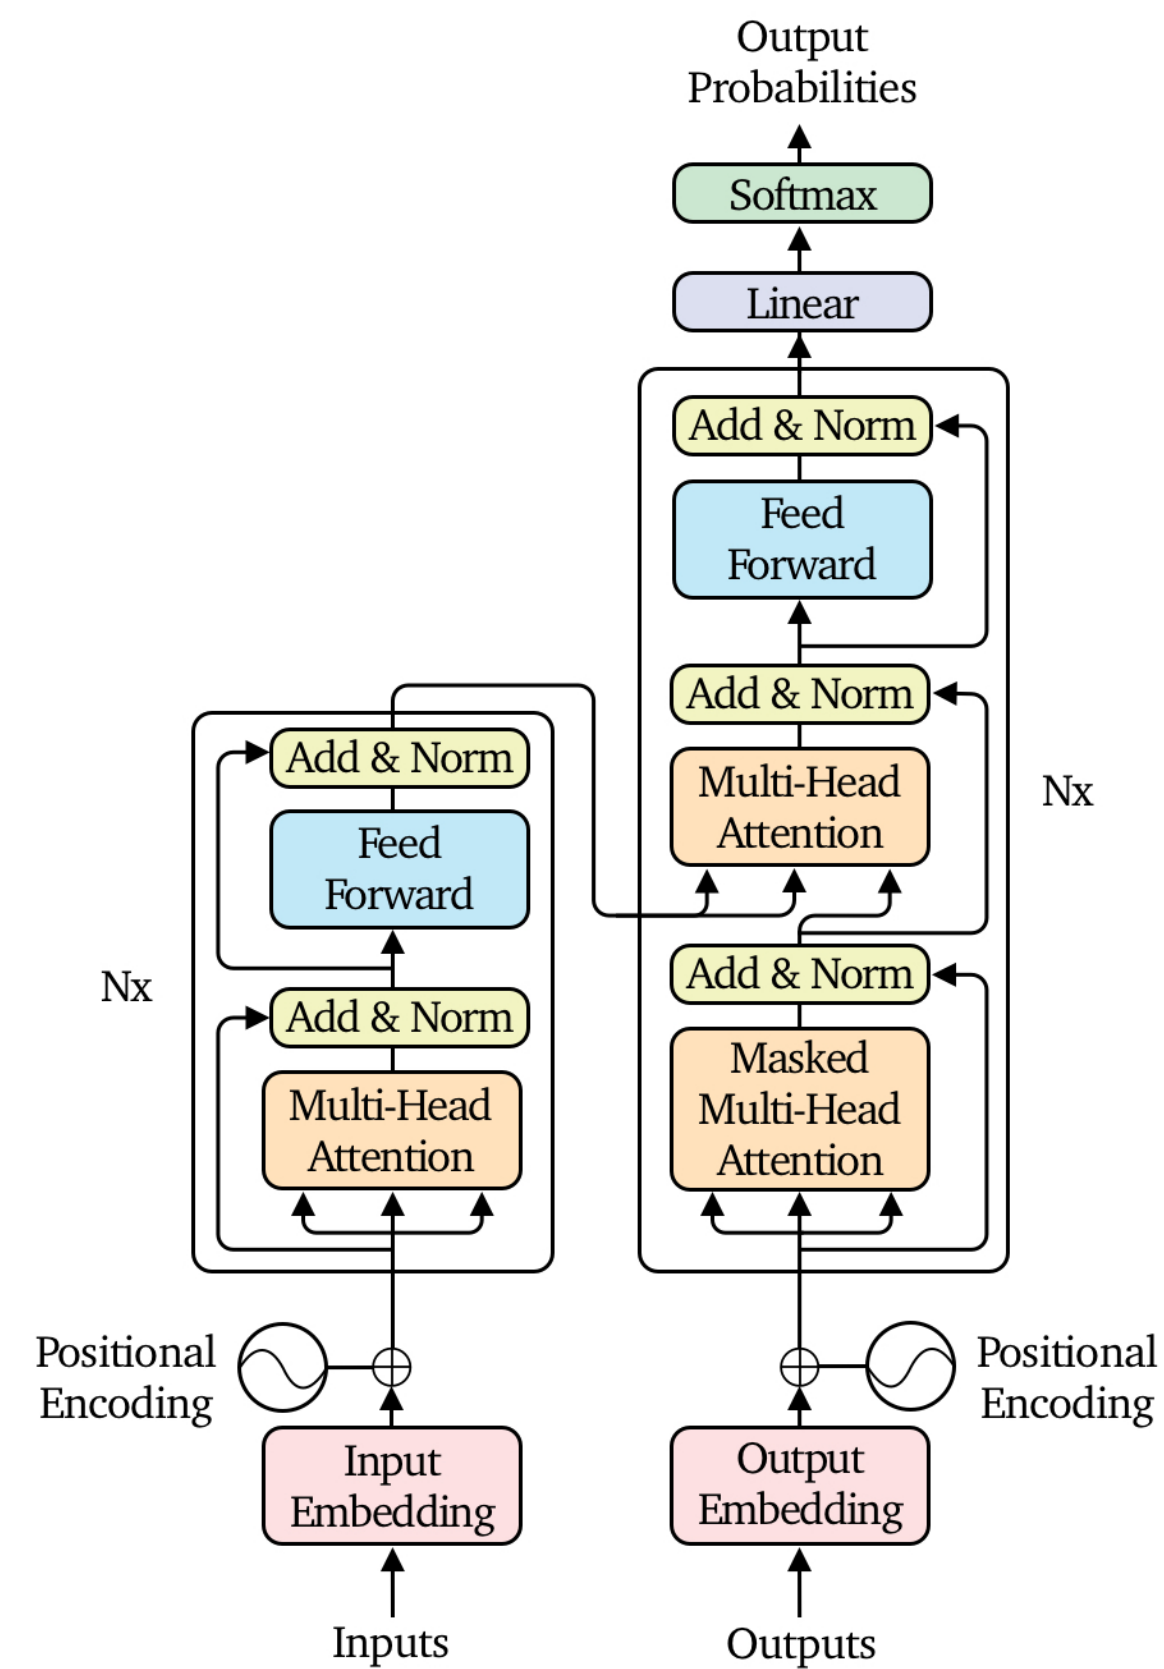 Output
Probabilities
Softmax
Linear
Add & Norm
Feed
Forward
Add & Norm
Multi-Head
Attention
Nx
Add & Norm
Masked
Multi-Head
Attention
Add & Norm
Feed
Forward
Nx
Add & Norm
Multi-Head
Attention
Positional
Encoding
Positional
Encoding
Input
Embedding
Output
Embedding
Inputs
Outputs